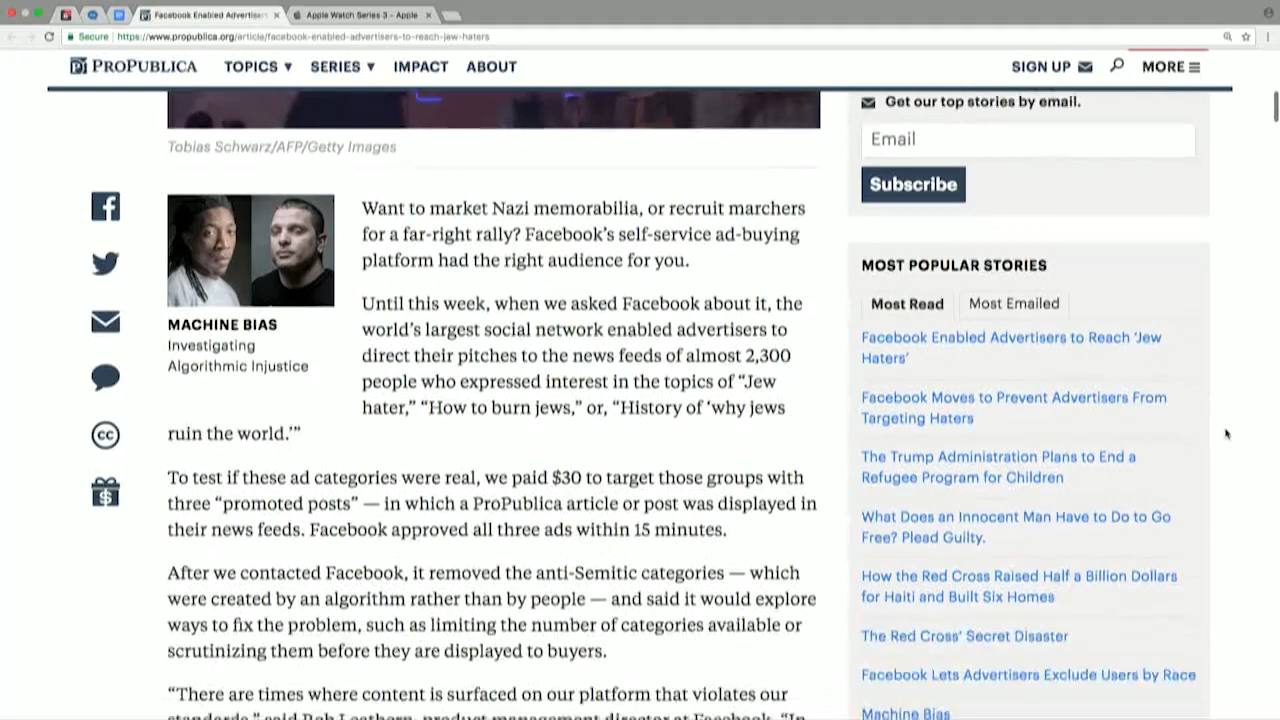 Facebook Enabled Advertisers
Apple Watch Series 3 - Apple
Secure
https://www.propublica.org/article/facebook-enabled-advertisers-to-reach-jew-haters
PROPUBLICA
TOPICS ▼
SERIES ▼
IMPACT
ABOUT
SIGN UP
MORE
Tobias Schwarz/AFP/Getty Images
MACHINE BIAS
Investigating
Algorithmic Injustice
Want to market Nazi memorabilia, or recruit marchers
for a far-right rally? Facebook's self-service ad-buying
platform had the right audience for you.
Until this week, when we asked Facebook about it, the
world's largest social network enabled advertisers to
direct their pitches to the news feeds of almost 2,300
people who expressed interest in the topics of “Jew
hater,” “How to burn jews,” or, “History of ‘why jews
ruin the world.’”
To test if these ad categories were real, we paid $30 to target those groups with
three “promoted posts” — in which a ProPublica article or post was displayed in
their news feeds. Facebook approved all three ads within 15 minutes.
After we contacted Facebook, it removed the anti-Semitic categories — which
were created by an algorithm rather than by people — and said it would explore
ways to fix the problem, such as limiting the number of categories available or
scrutinizing them before they are displayed to buyers.
“There are times where content is surfaced on our platform that violates our
Get our top stories by email.
Email
Subscribe
MOST POPULAR STORIES
Most Read
Most Emailed
Facebook Enabled Advertisers to Reach ‘Jew
Haters’
Facebook Moves to Prevent Advertisers From
Targeting Haters
The Trump Administration Plans to End a
Refugee Program for Children
What Does an Innocent Man Have to Do to Go
Free? Plead Guilty.
How the Red Cross Raised Half a Billion Dollars
for Haiti and Built Six Homes
The Red Cross’ Secret Disaster
Facebook Lets Advertisers Exclude Users by Race
Machine Bias